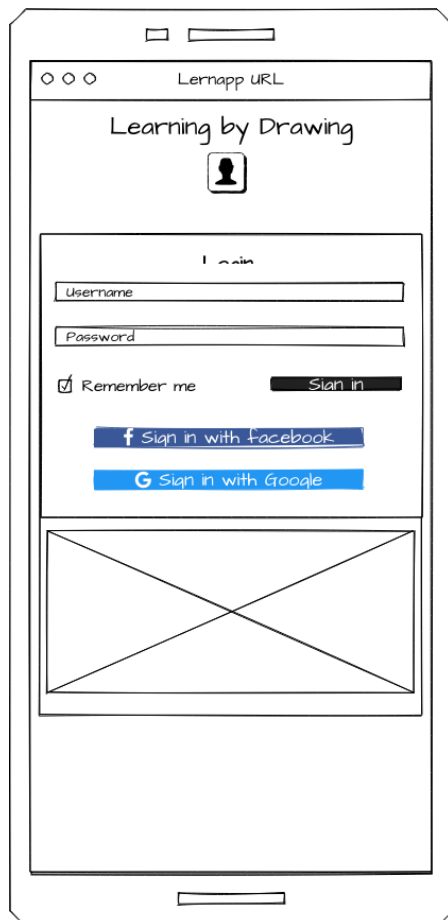 Lernapp URL
Learning by Drawing
Login
Username
Password
Remember me
Sign in
f Sign in with facebook
G Sign in with Google